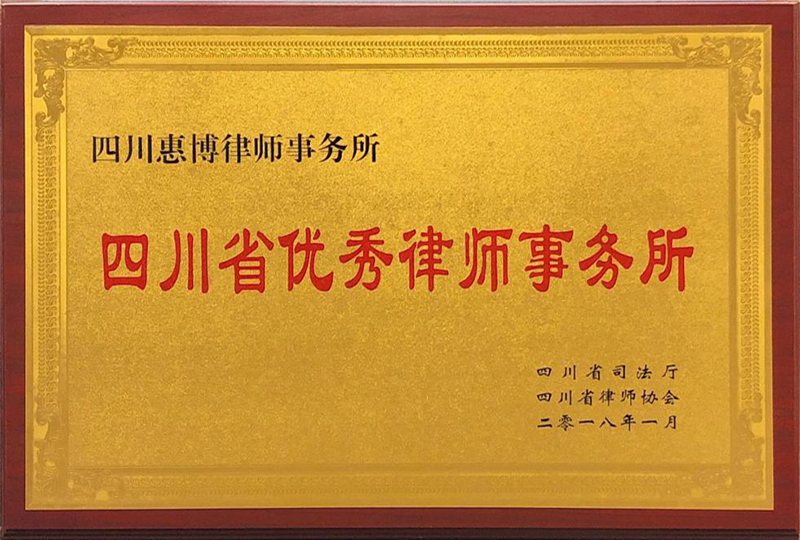 四川惠博律师事务所
四川省优秀律师事务所
四川省司法厅
四川省律师协会
二零一八年一月